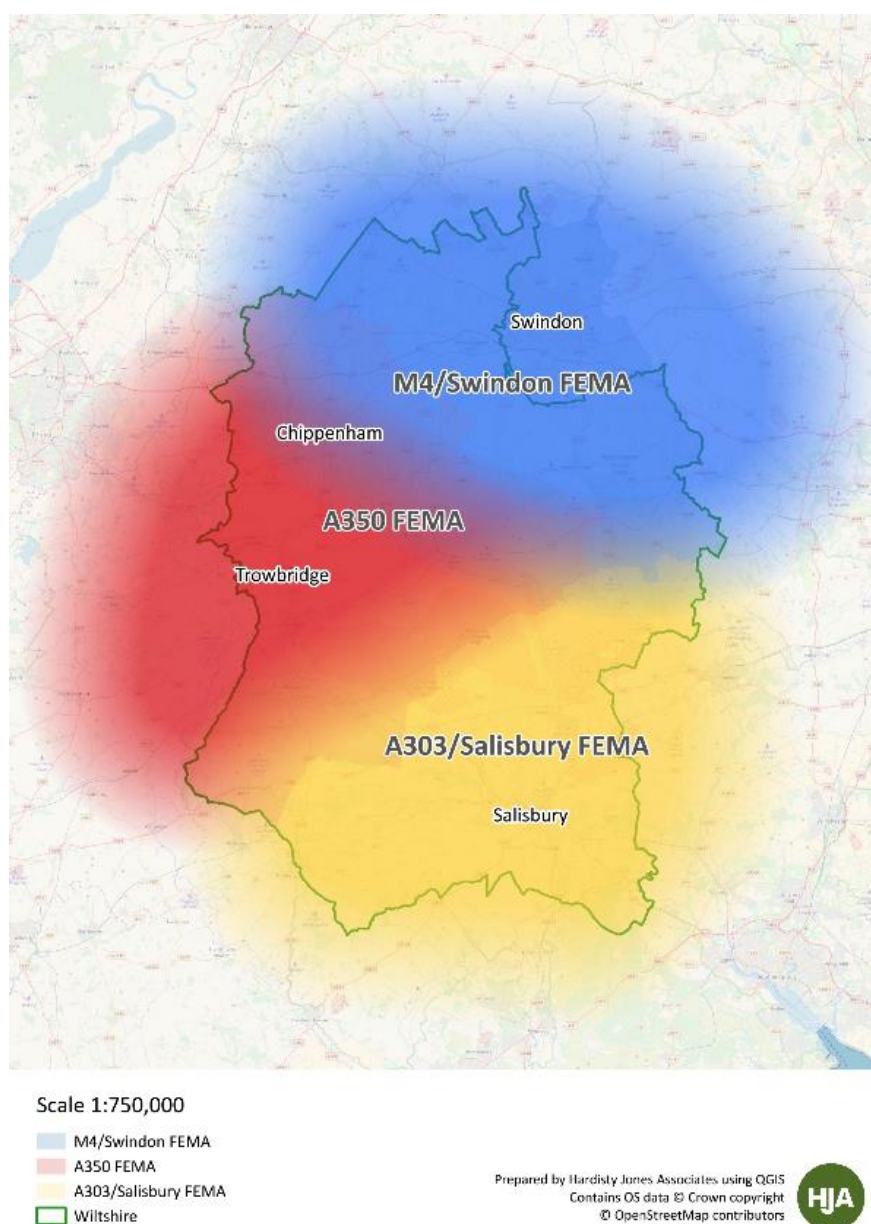 Swindon
M4/Swindon FEMA
Chippenham
A350 FEMA
Trowbridge
A303/Salisbury FEMA
Salisbury
Scale 1:750,000
M4/Swindon FEMA
A350 FEMA
A303/Salisbury FEMA
Wiltshire
Prepared by Hardisty Jones Associates using QGIS
Contains OS data © Crown copyright
© OpenStreetMap contributors
HJA